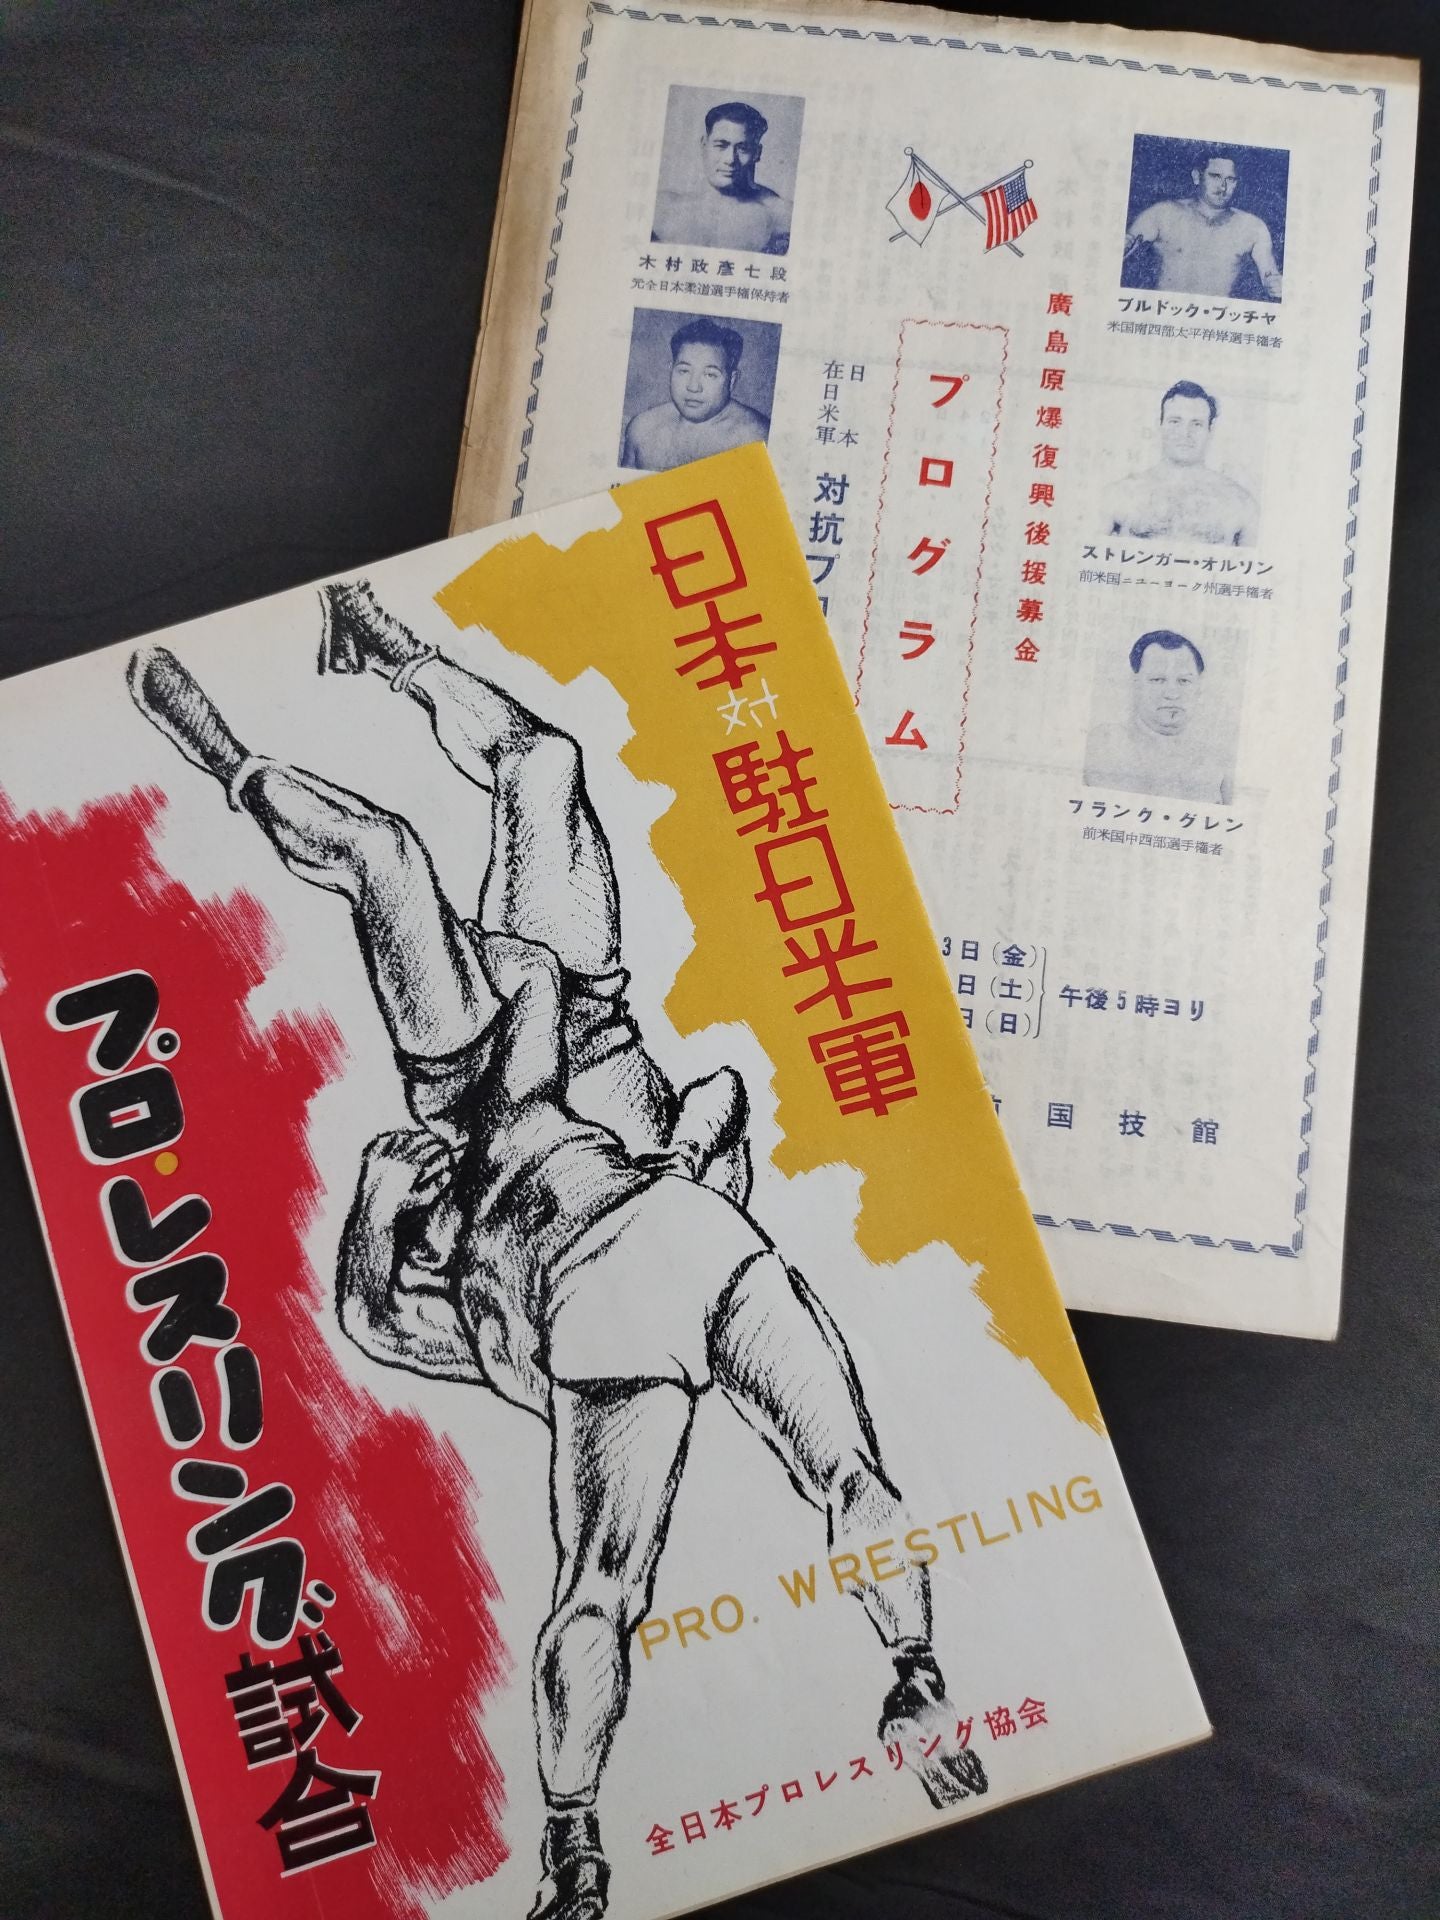 木村政彦七段
元全日本柔道選手権保持者
ブルドック・ブッチャ
米国南西部太平洋岸選手権者
廣島原爆復興後援募金
プログラム
日本
在日米軍
対抗プロ
ストレンガー・オルソン
前米国ニューヨーク州選手権者
フランク・グレン
前米国中西部選手権者
3日(金)
日(土)
日(日)
午後5時ヨリ
国技館
日本対駐日米軍
プロ・レスリング試合
PRO. WRESTLING
全日本プロレスリング協会